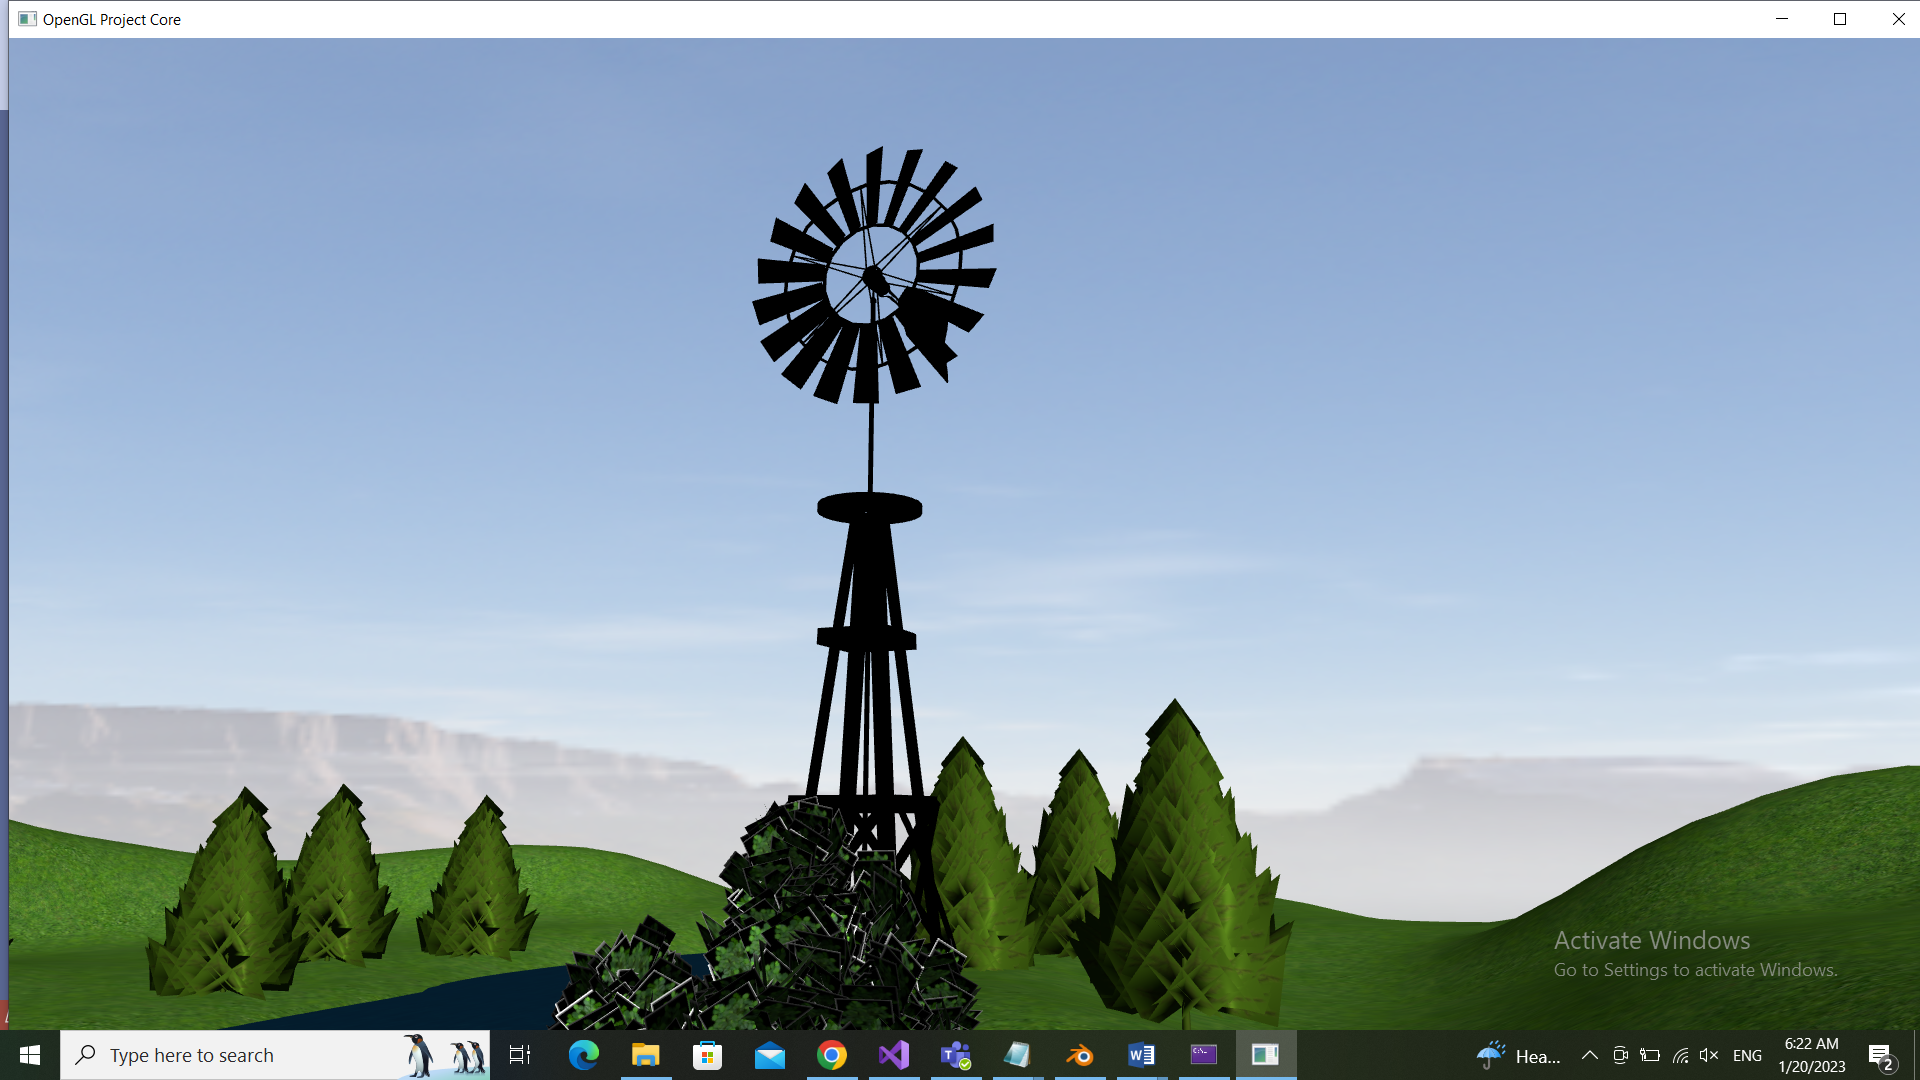 OpenGL Project Core
Activate Windows
Go to Settings to activate Windows.
Type here to search
Hea...
ENG
6:22 AM
1/20/2023
2